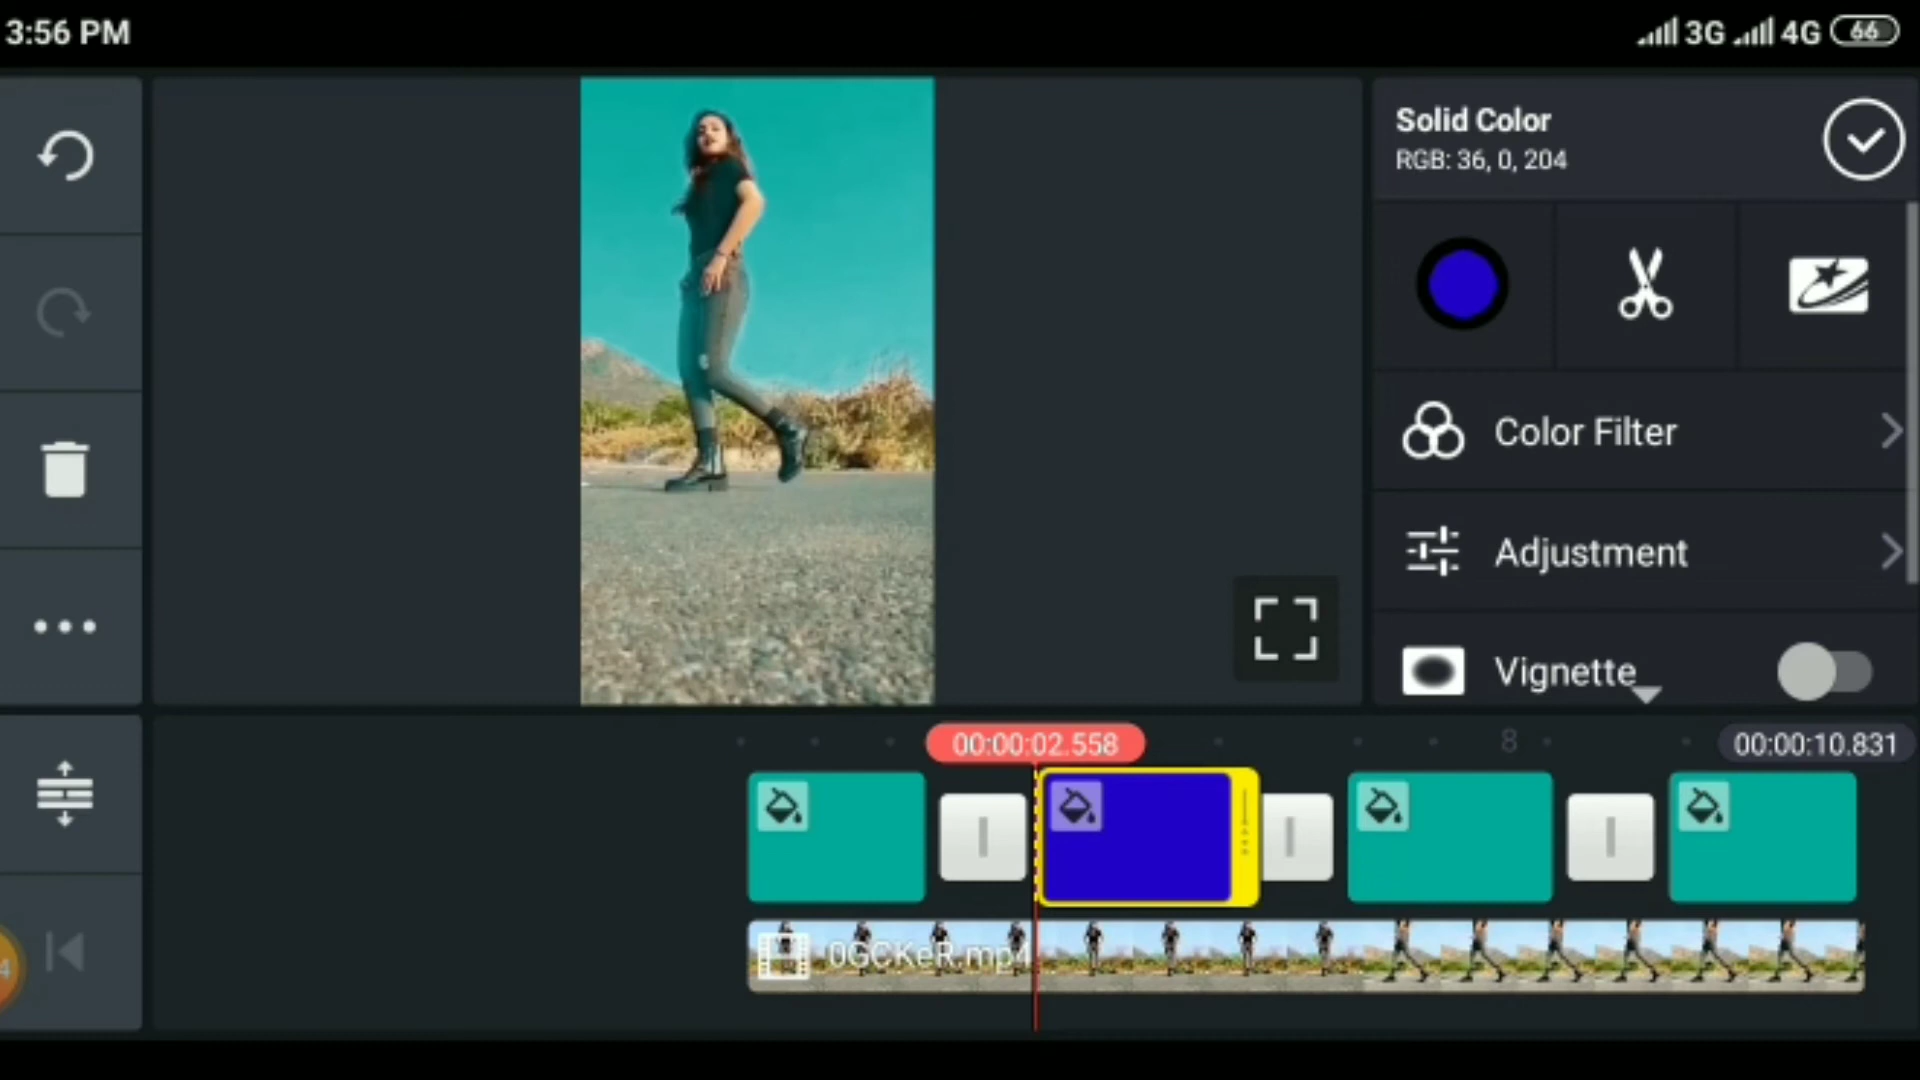 3:56 PM
3G 4G 66
Solid Color
RGB: 36, 0, 204
Color Filter
Adjustment
Vignette
00:00:02.558
8
00:00:10.831
0GCKeR.mp4
4